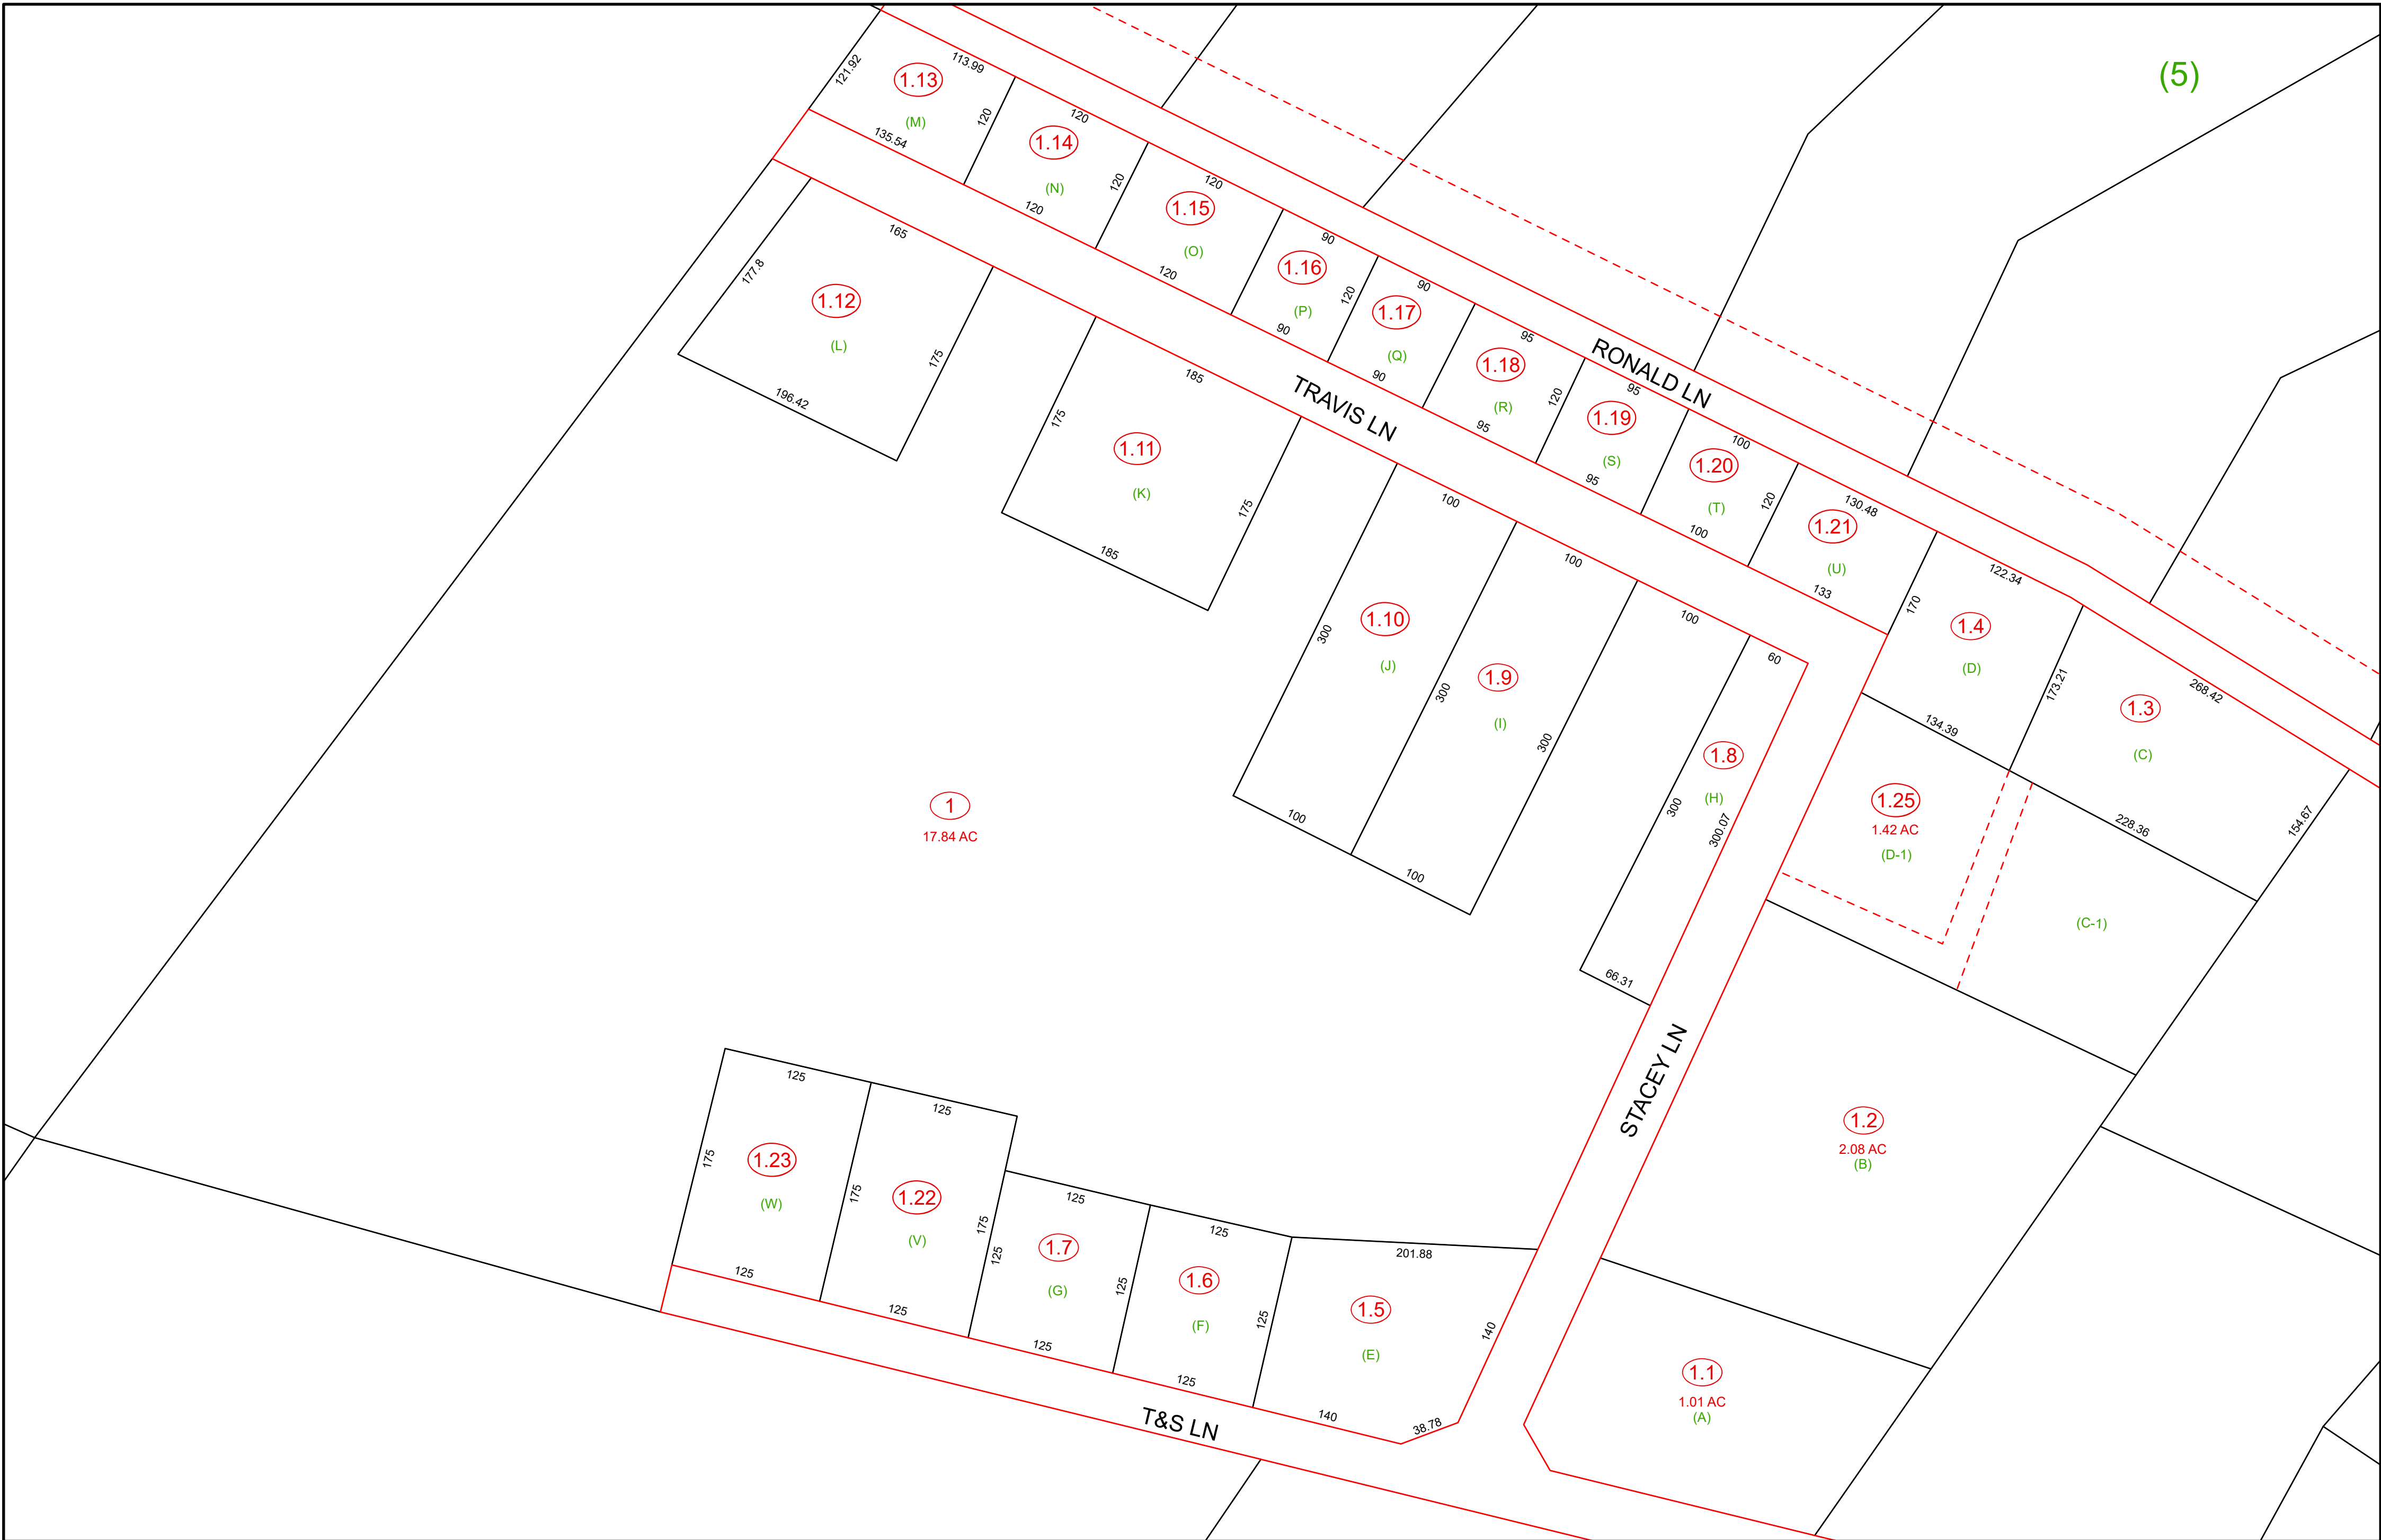 (5)
121.92
113.99
1.13
(M)
135.54
120
120
1.14
(N)
120
120
120
1.15
(O)
120
90
1.16
(P)
90
120
90
1.17
(Q)
90
95
1.18
(R)
95
120
95
1.19
(S)
95
100
1.20
(T)
100
120
130.48
1.21
(U)
133
RONALD LN
TRAVIS LN
165
177.8
1.12
(L)
175
196.42
185
175
1.11
(K)
175
185
100
1.10
(J)
300
300
100
100
1.9
(I)
300
100
100
60
1.8
(H)
300
300.07
66.31
122.34
170
1.4
(D)
173.21
134.39
268.42
1.3
(C)
228.36
154.67
1.25
1.42 AC
(D-1)
(C-1)
1
17.84 AC
STACEY LN
1.2
2.08 AC
(B)
125
175
1.23
(W)
125
125
175
1.22
(V)
175
125
125
125
1.7
(G)
125
125
125
1.6
(F)
125
125
201.88
1.5
(E)
140
140
38.78
1.1
1.01 AC
(A)
T&S LN